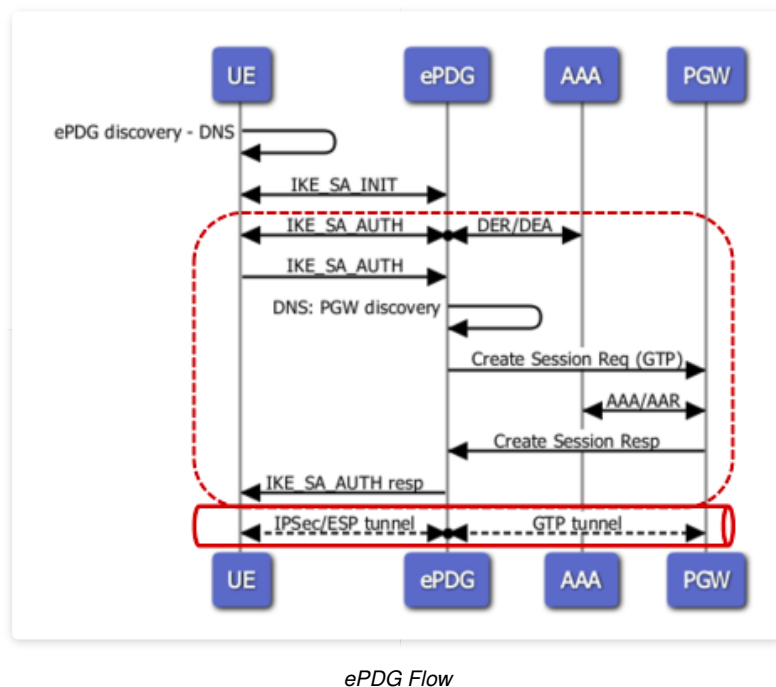 UE ePDG AAA PGW
ePDG discovery - DNS
IKE_SA_INIT
IKE_SA_AUTH DER/DEA
IKE_SA_AUTH
DNS: PGW discovery
Create Session Req (GTP)
AAA/AAR
Create Session Resp
IKE_SA_AUTH resp
IPSec/ESP tunnel GTP tunnel
UE ePDG AAA PGW
ePDG Flow